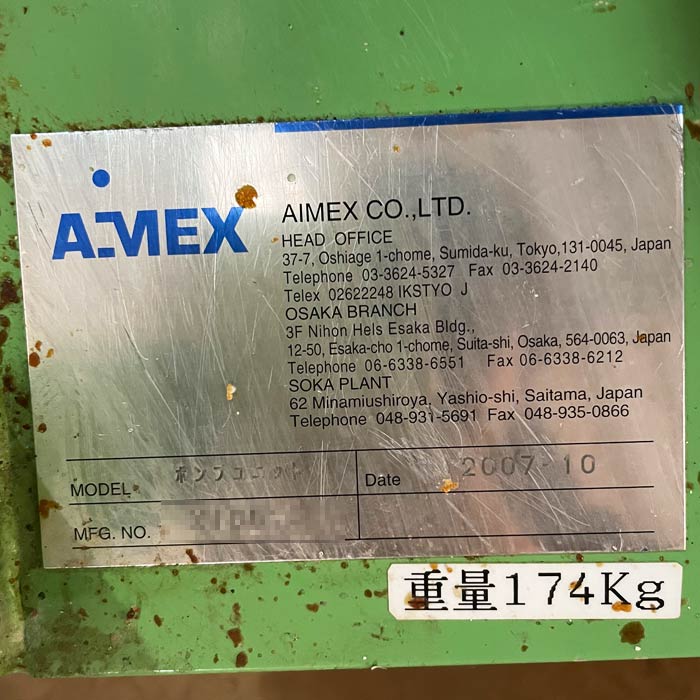 AIMEX
AIMEX CO.,LTD.
HEAD OFFICE
37-7, Oshiage 1-chome, Sumida-ku, Tokyo,131-0045, Japan
Telephone 03-3624-5327 Fax 03-3624-2140
Telex 02622248 IKSTYO J
OSAKA BRANCH
3F Nihon Hels Esaka Bldg.,
12-50, Esaka-cho 1-chome, Suita-shi, Osaka, 564-0063, Japan
Telephone 06-6338-6551 Fax 06-6338-6212
SOKA PLANT
62 Minamiushiroya, Yashio-shi, Saitama, Japan
Telephone 048-931-5691 Fax 048-935-0866
MODEL ポンプユニット Date 2007-10
MFG. NO.
重量174Kg